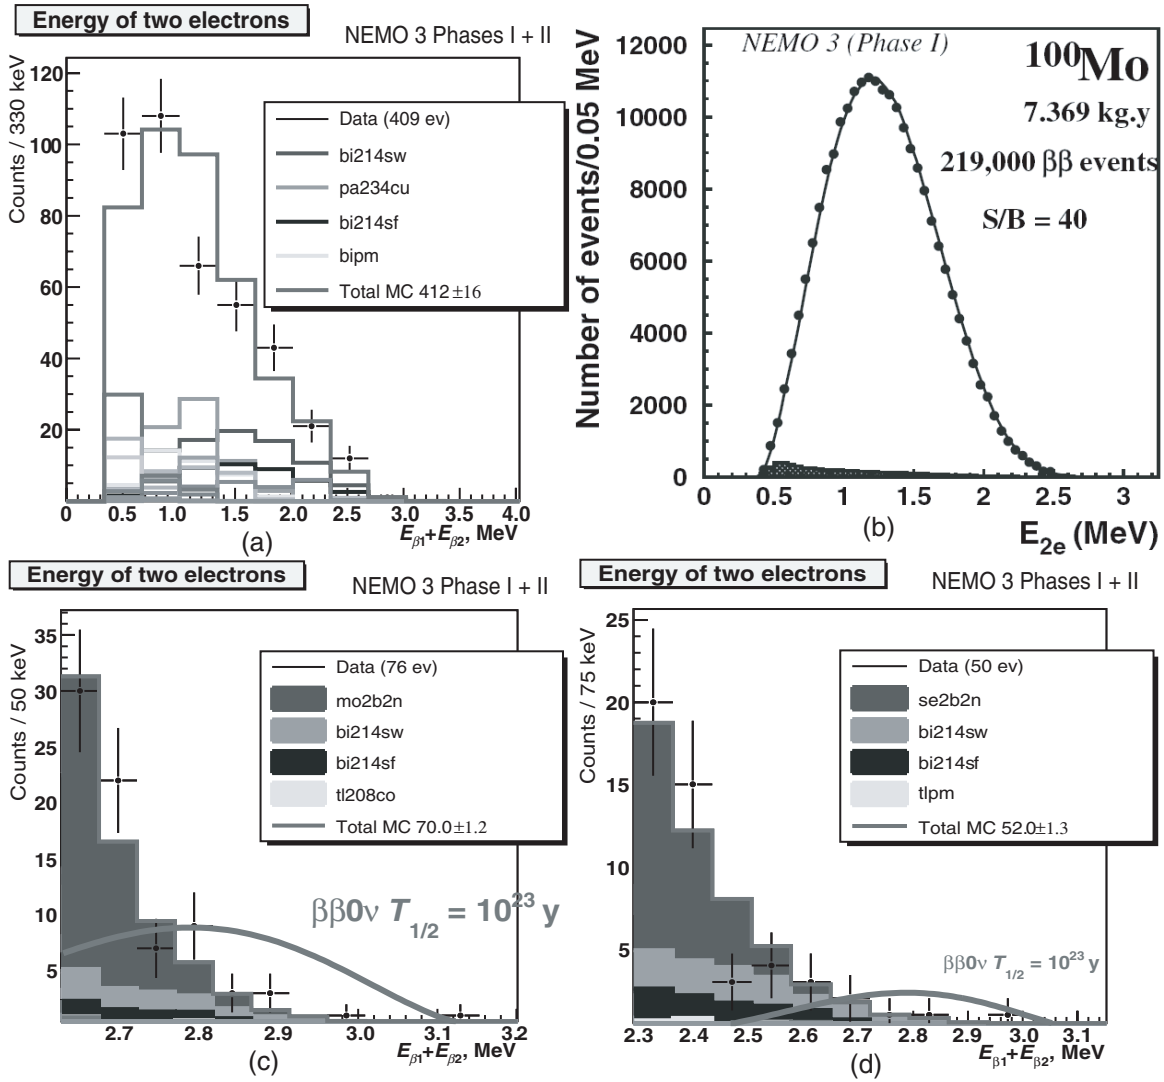 Energy of two electrons
NEMO 3 Phases I + II
Counts / 330 keV
120
100
80
60
40
20
Data (409 ev)
bi214sw
pa234cu
bi214sf
bipm
Total MC 412 ±16
0 0.5 1.0 1.5 2.0 2.5 3.0 3.5 4.0
Eβ1+Eβ2, MeV
(a)
NEMO 3 (Phase I)
Number of events/0.05 MeV
12000
10000
8000
6000
4000
2000
0
100Mo
7.369 kg.y
219,000 ββ events
S/B = 40
0 0.5 1 1.5 2 2.5 3
E2e (MeV)
(b)
Energy of two electrons
NEMO 3 Phase I + II
Counts / 50 keV
35
30
25
20
15
10
5
Data (76 ev)
mo2b2n
bi214sw
bi214sf
tl208co
Total MC 70.0±1.2
ββ0ν T1/2 = 10^23 y
2.7 2.8 2.9 3.0 3.1 3.2
Eβ1+Eβ2, MeV
(c)
Energy of two electrons
NEMO 3 Phases I + II
Counts / 75 keV
25
20
15
10
5
Data (50 ev)
se2b2n
bi214sw
bi214sf
tlpm
Total MC 52.0±1.3
ββ0ν T1/2 = 10^23 y
2.3 2.4 2.5 2.6 2.7 2.8 2.9 3.0 3.1
Eβ1+Eβ2, MeV
(d)